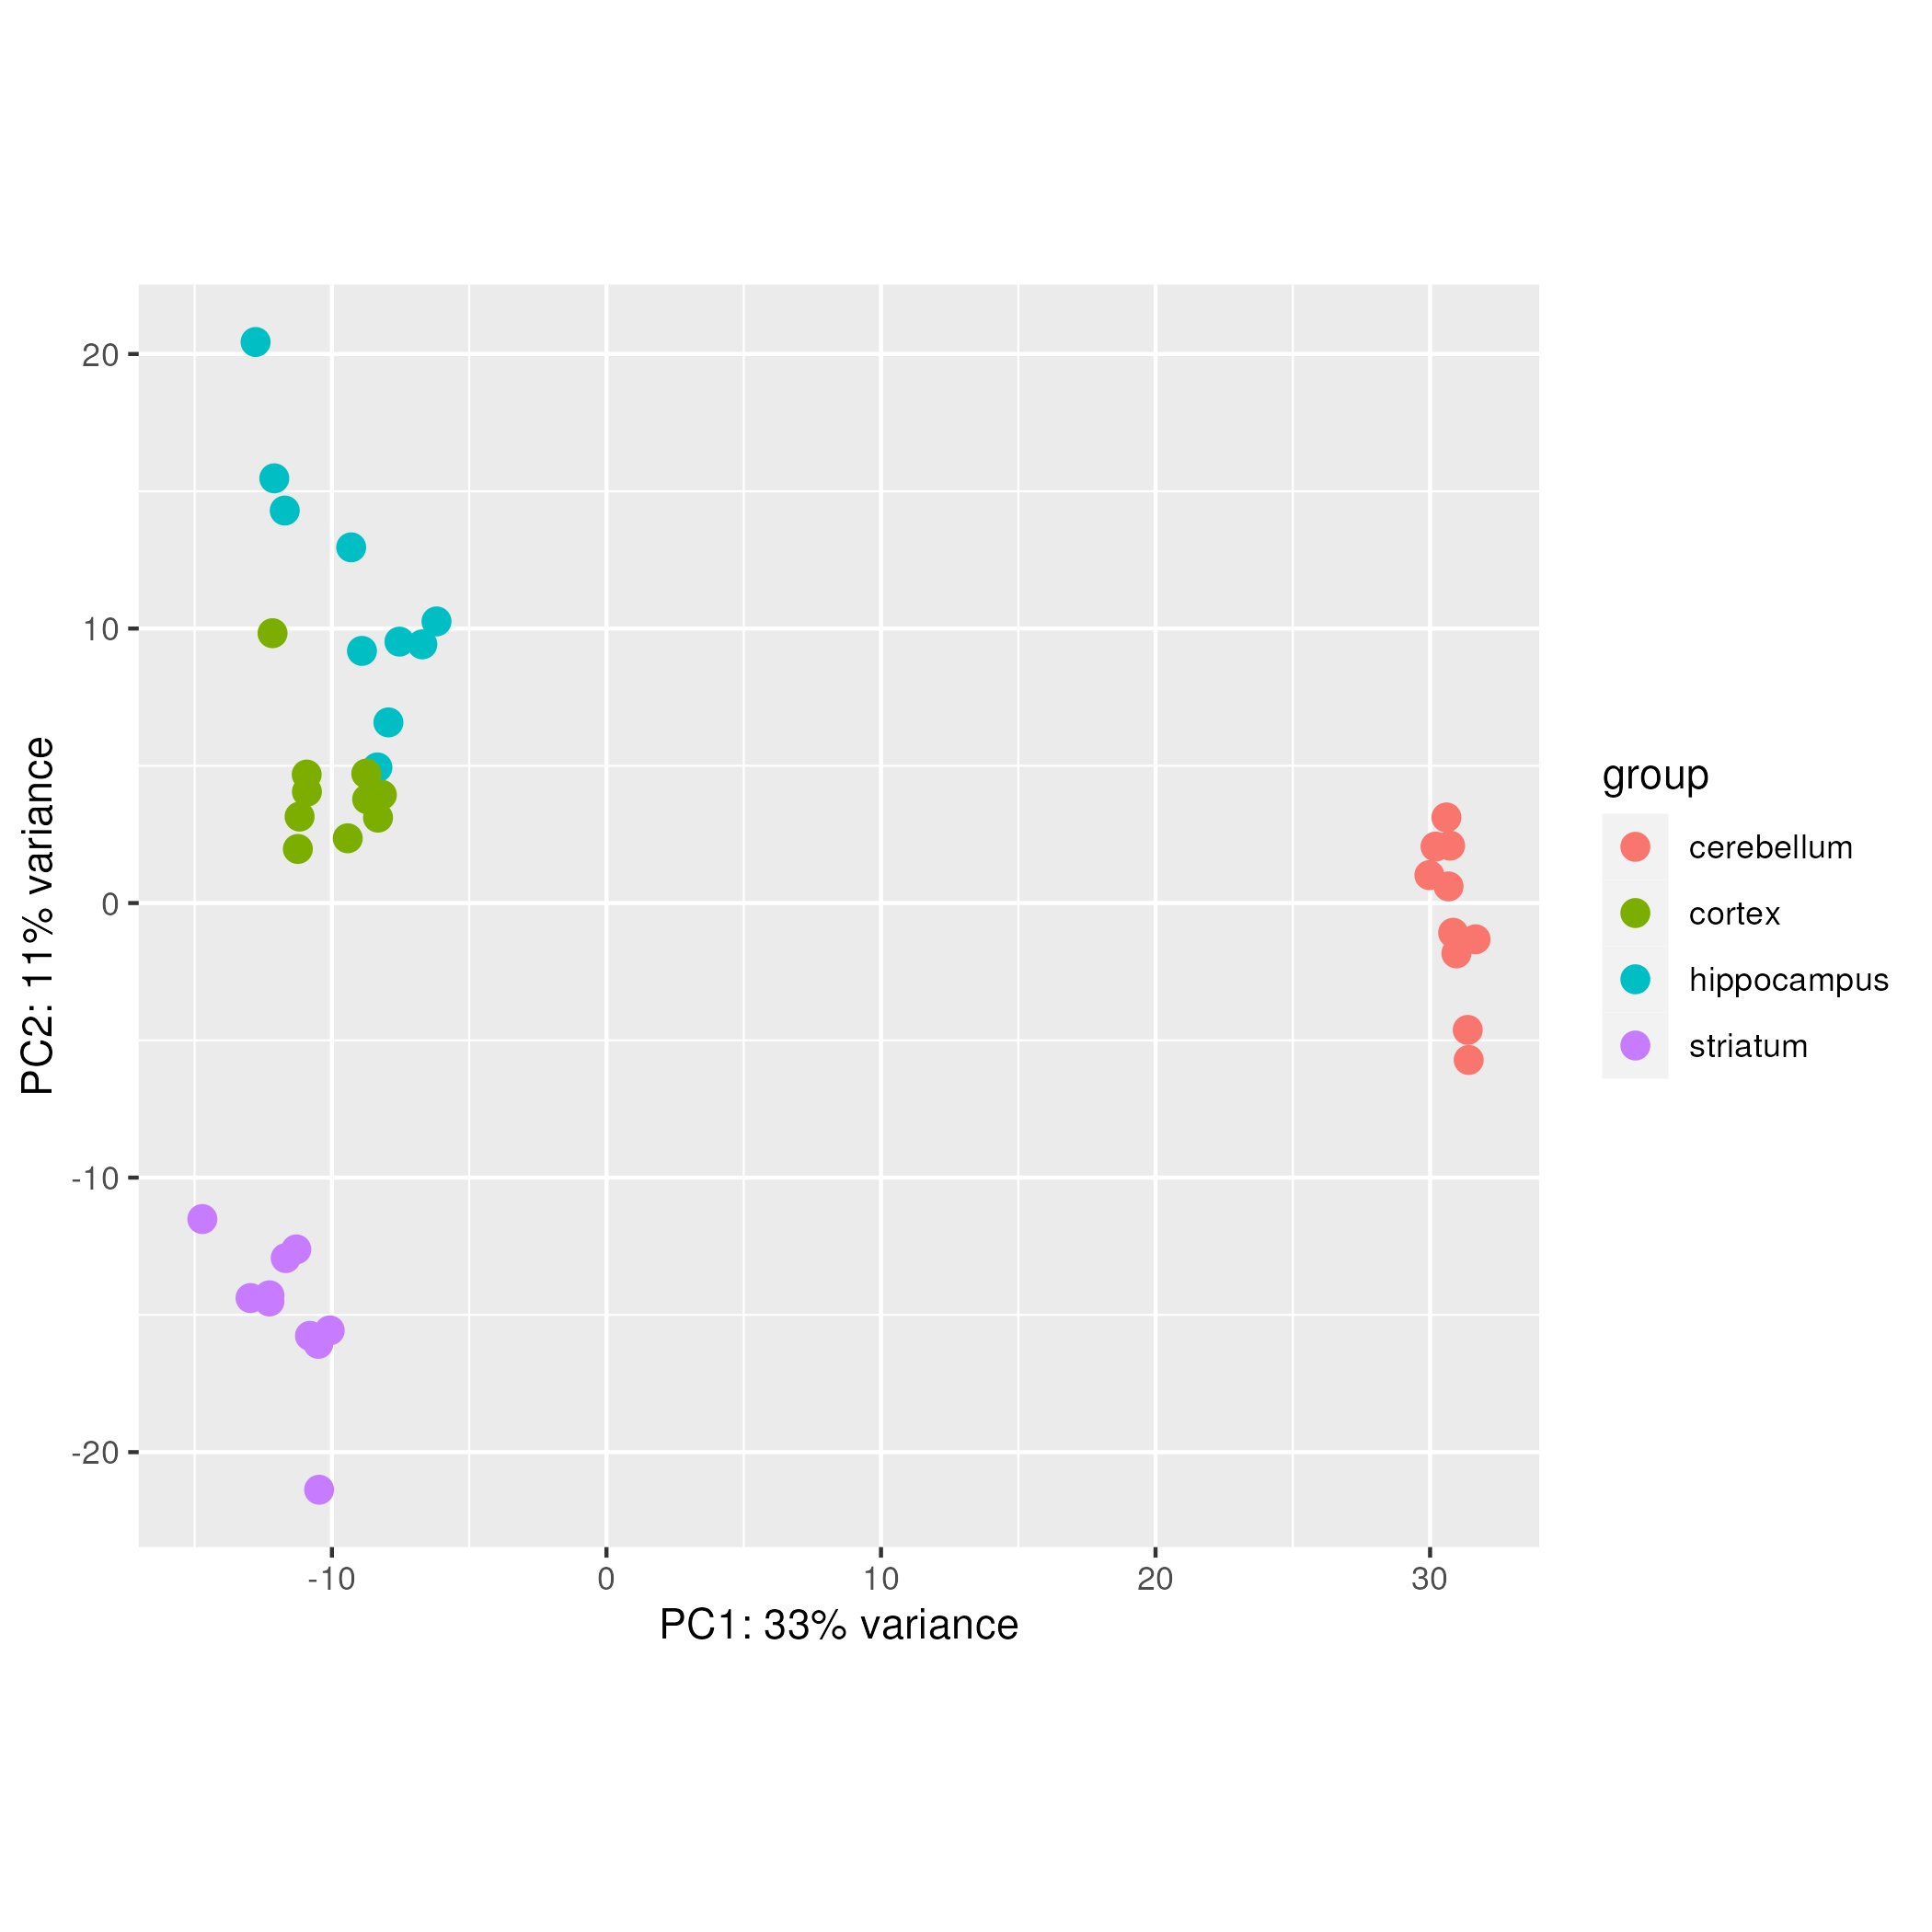 20
10
0
-10
-20
PC2: 11% variance
-10
0
10
20
30
PC1: 33% variance
group
cerebellum
cortex
hippocampus
striatum